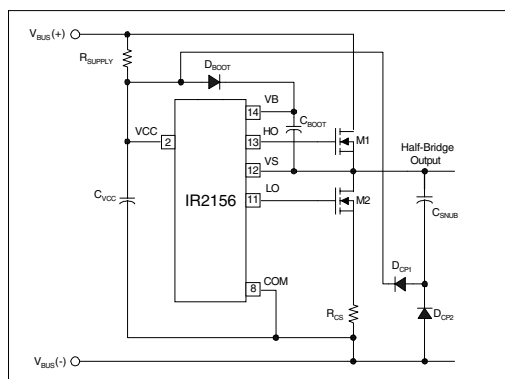 VBUS(+)
RSUPPLY
DBOOT
VB
14
CBOOT
VCC
2
HO
13
M1
Half-Bridge
Output
VS
12
IR2156
LO
11
M2
CVCC
CSNUB
DCP1
COM
8
RCS
DCP2
VBUS(-)